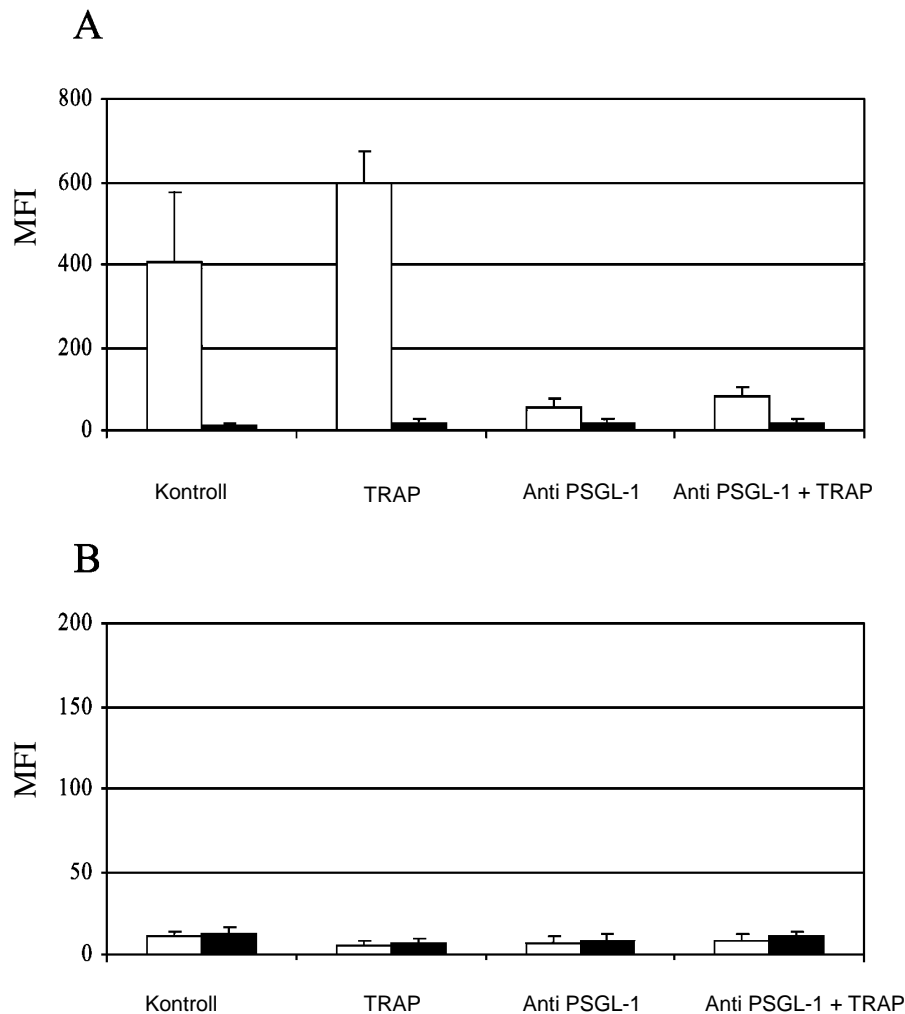 A
800
600
400
200
0
MFI
Kontroll TRAP Anti PSGL-1 Anti PSGL-1 + TRAP
B
200
150
100
50
0
MFI
Kontroll TRAP Anti PSGL-1 Anti PSGL-1 + TRAP